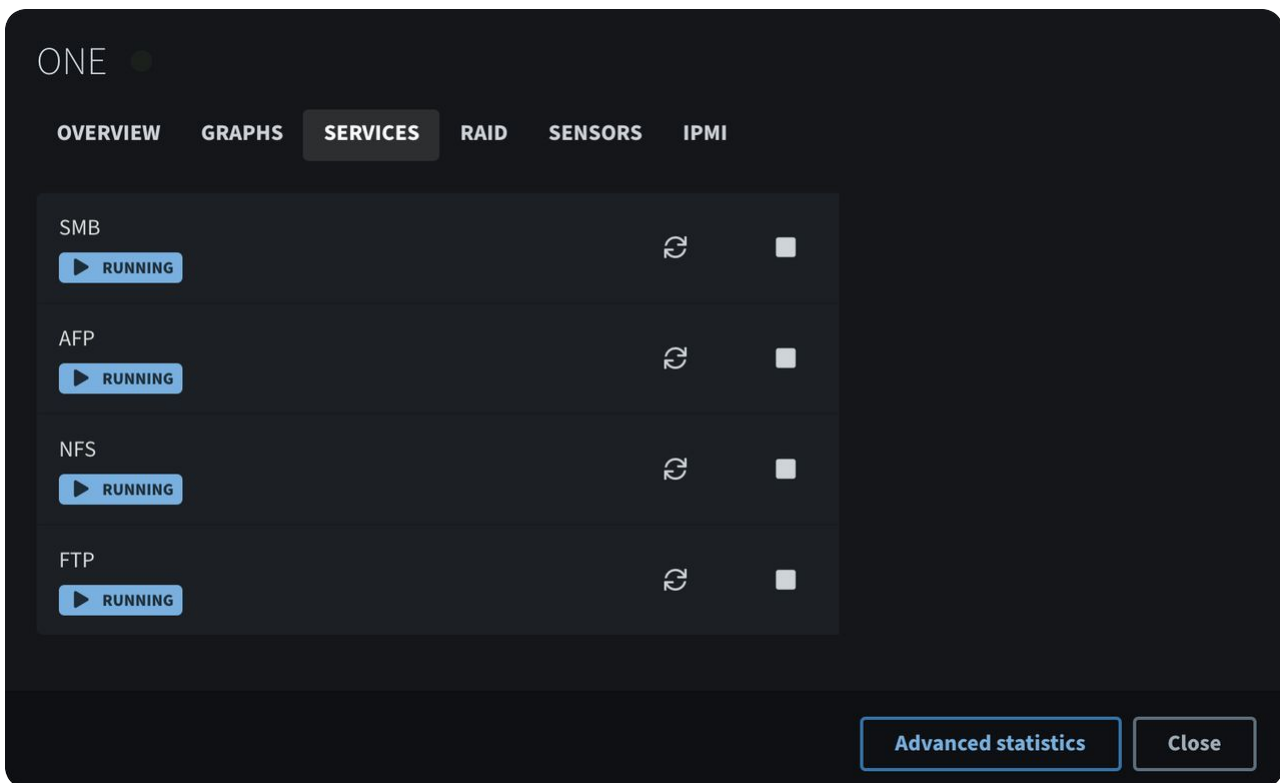 ONE
OVERVIEW GRAPHS SERVICES RAID SENSORS IPMI
SMB
RUNNING
AFP
RUNNING
NFS
RUNNING
FTP
RUNNING
Advanced statistics Close